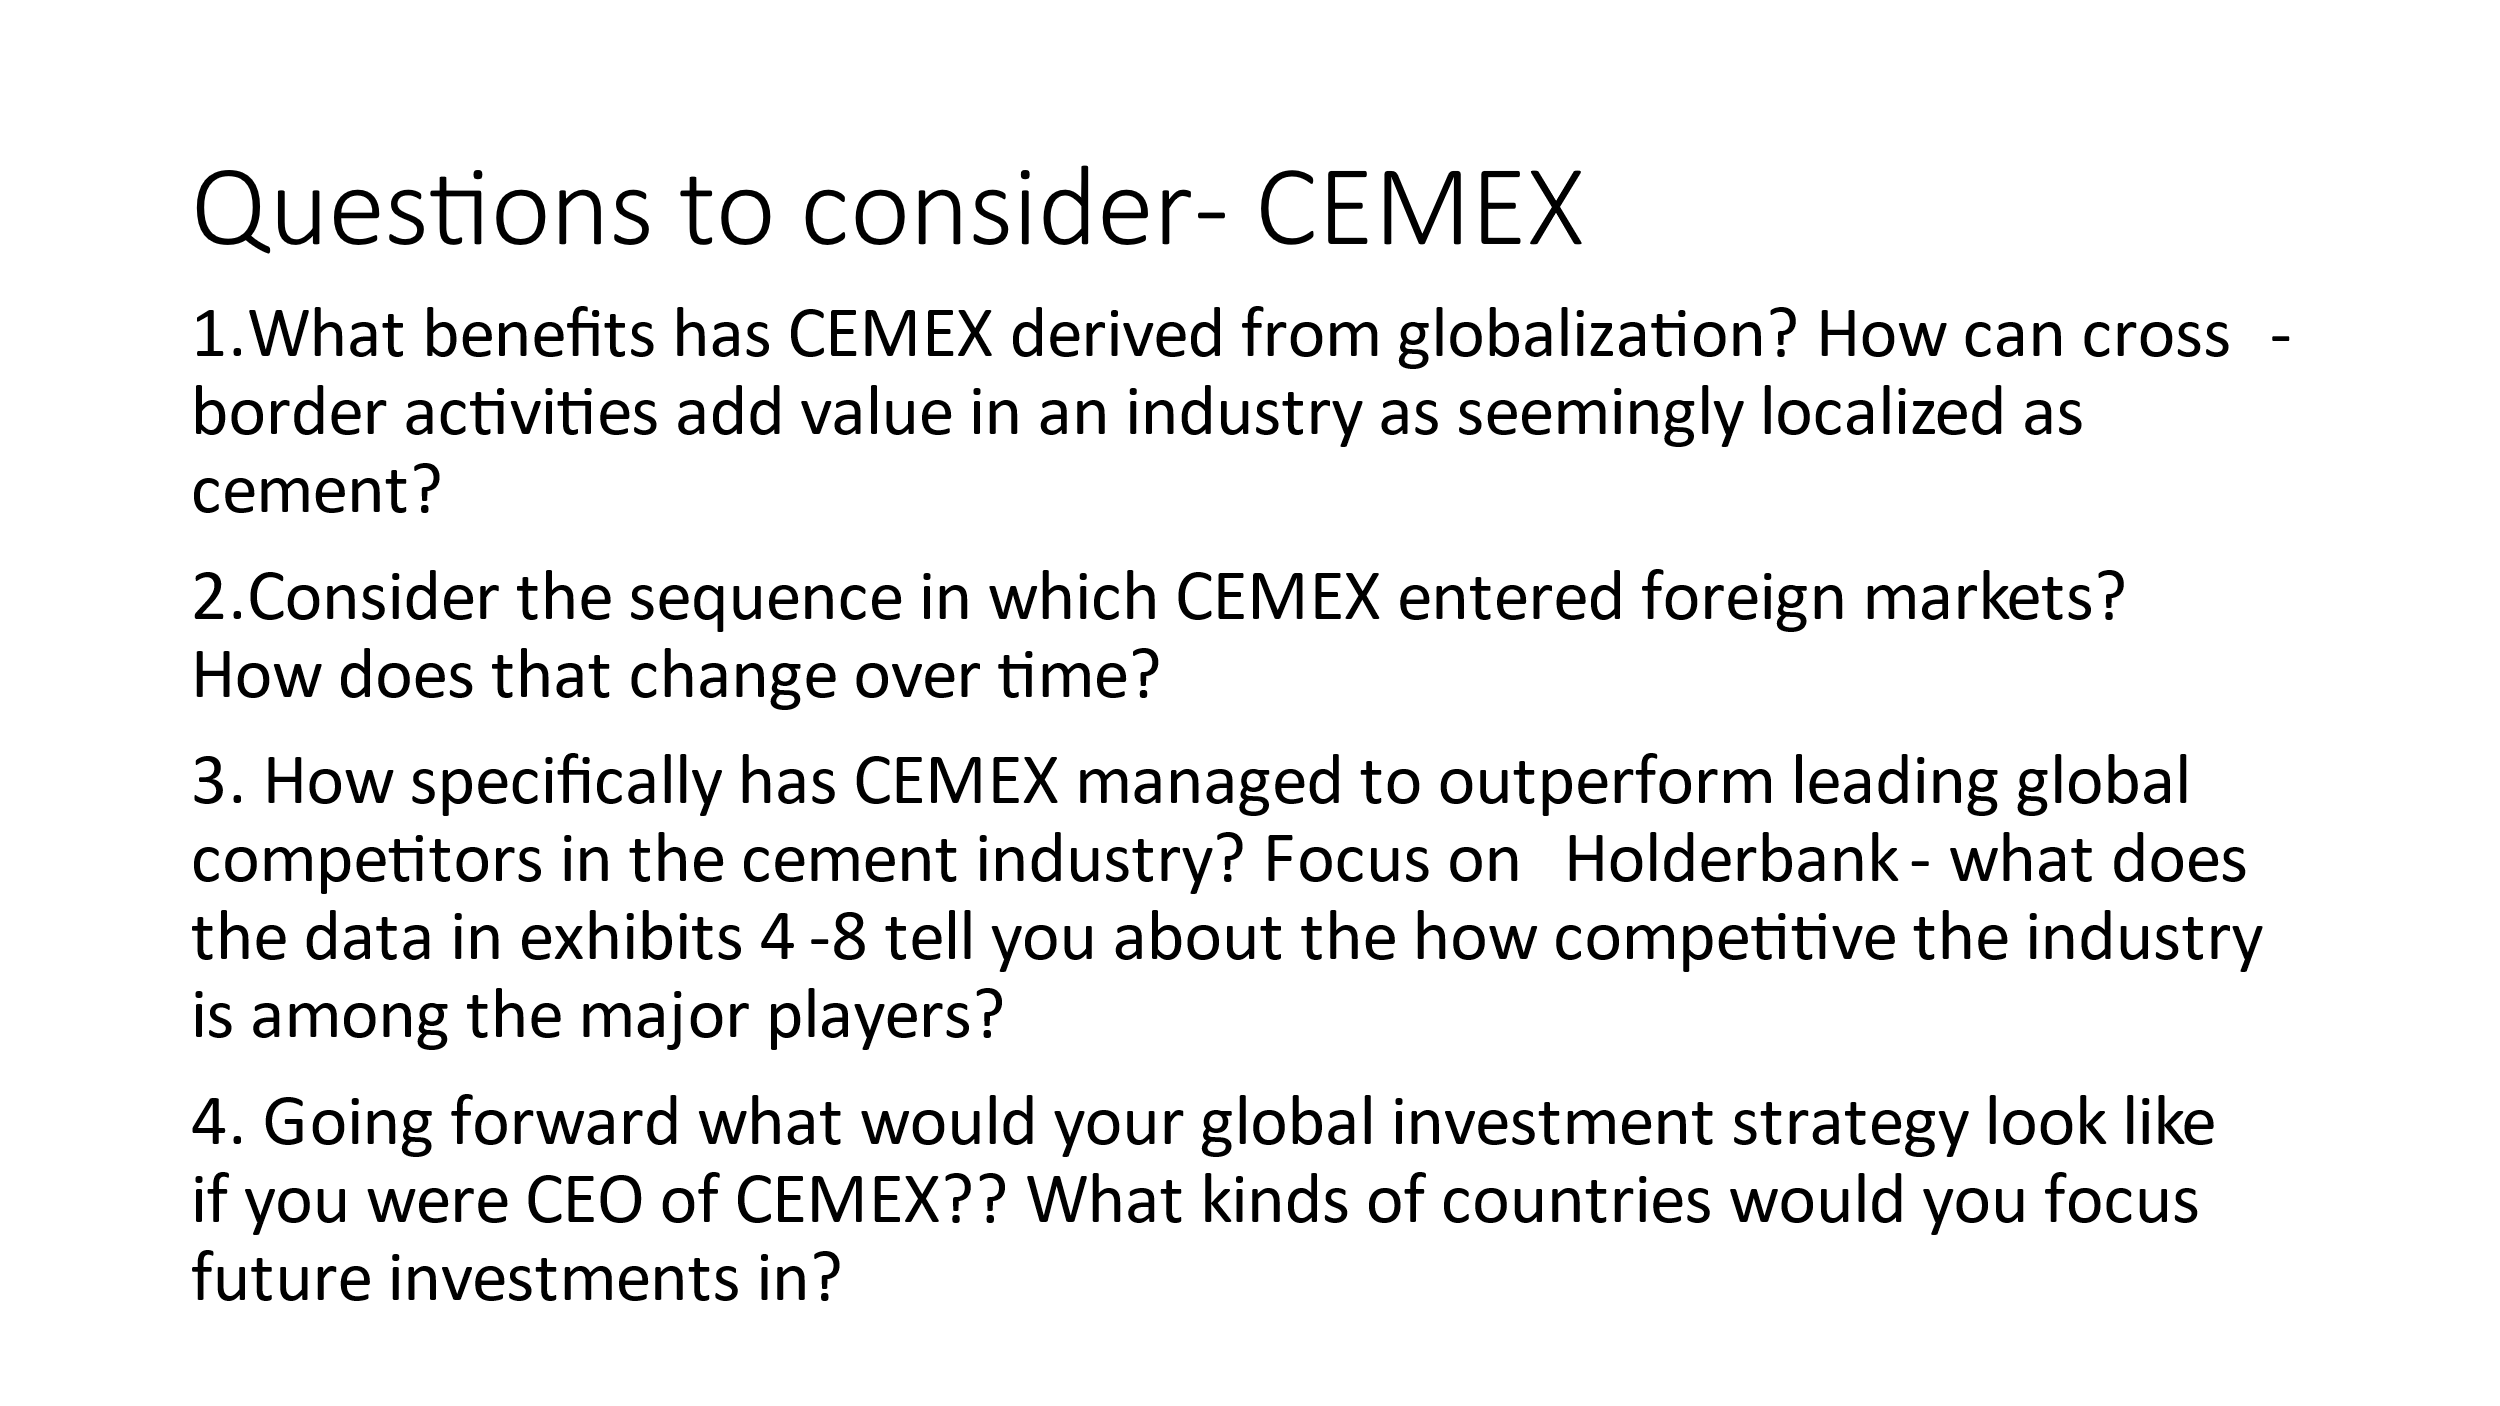 Questions to consider- CEMEX
1.What benefits has CEMEX derived from globalization? How can cross -
border activities add value in an industry as seemingly localized as
cement?
2.Consider the sequence in which CEMEX entered foreign markets?
How does that change over time?
3. How specifically has CEMEX managed to outperform leading global
competitors in the cement industry? Focus on Holderbank- what does
the data in exhibits 4 -8 tell you about the how competitive the industry
is among the major players?
4. Going forward what would your global investment strategy look like
if you were CEO of CEMEX?? What kinds of countries would you focus
future investments in?